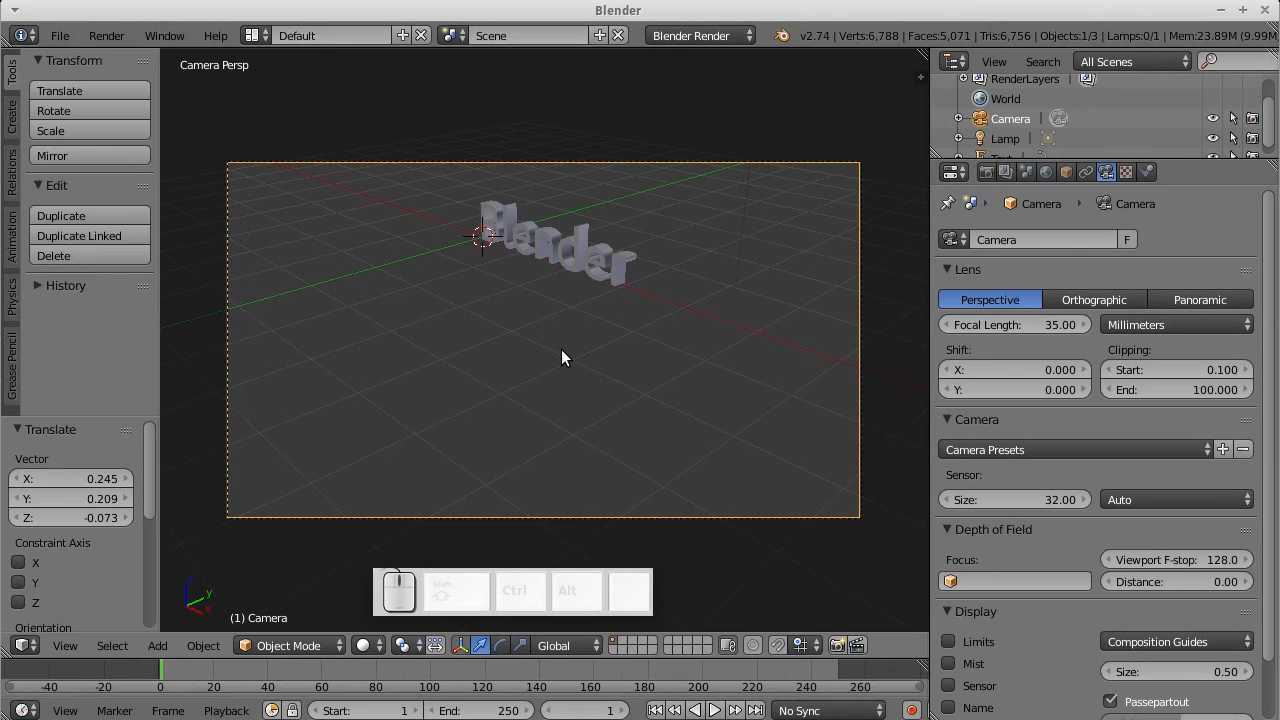 Blender
File Render Window Help Default Scene Blender Render v2.74 | Verts:6,788 | Faces:5,071 | Tris:6,756 | Objects:1/3 | Lamps:0/1 | Mem:23.89M (9.99M
Tools
Create
Relations
Animation
Physics
Grease Pencil
Transform
Translate
Rotate
Scale
Mirror
Edit
Duplicate
Duplicate Linked
Delete
History
Translate
Vector
X: 0.245
Y: 0.209
Z: -0.073
Constraint Axis
X
Y
Z
Orientation
Camera Persp
Blender
Shift Ctrl Alt
(1) Camera
View Select Add Object Object Mode Global
-40 -20 0 20 40 60 80 100 120 140 160 180 200 220 240 260
View Marker Frame Playback Start: 1 End: 250 1 No Sync
View Search All Scenes
RenderLayers
World
Camera
Lamp
Camera Camera
Camera F
Lens
Perspective Orthographic Panoramic
Focal Length: 35.00 Millimeters
Shift: Clipping:
X: 0.000 Start: 0.100
Y: 0.000 End: 100.000
Camera
Camera Presets
Sensor:
Size: 32.00 Auto
Depth of Field
Focus: Viewport F-stop: 128.0
Distance: 0.00
Display
Limits Composition Guides
Mist Size: 0.50
Sensor
Name Passepartout